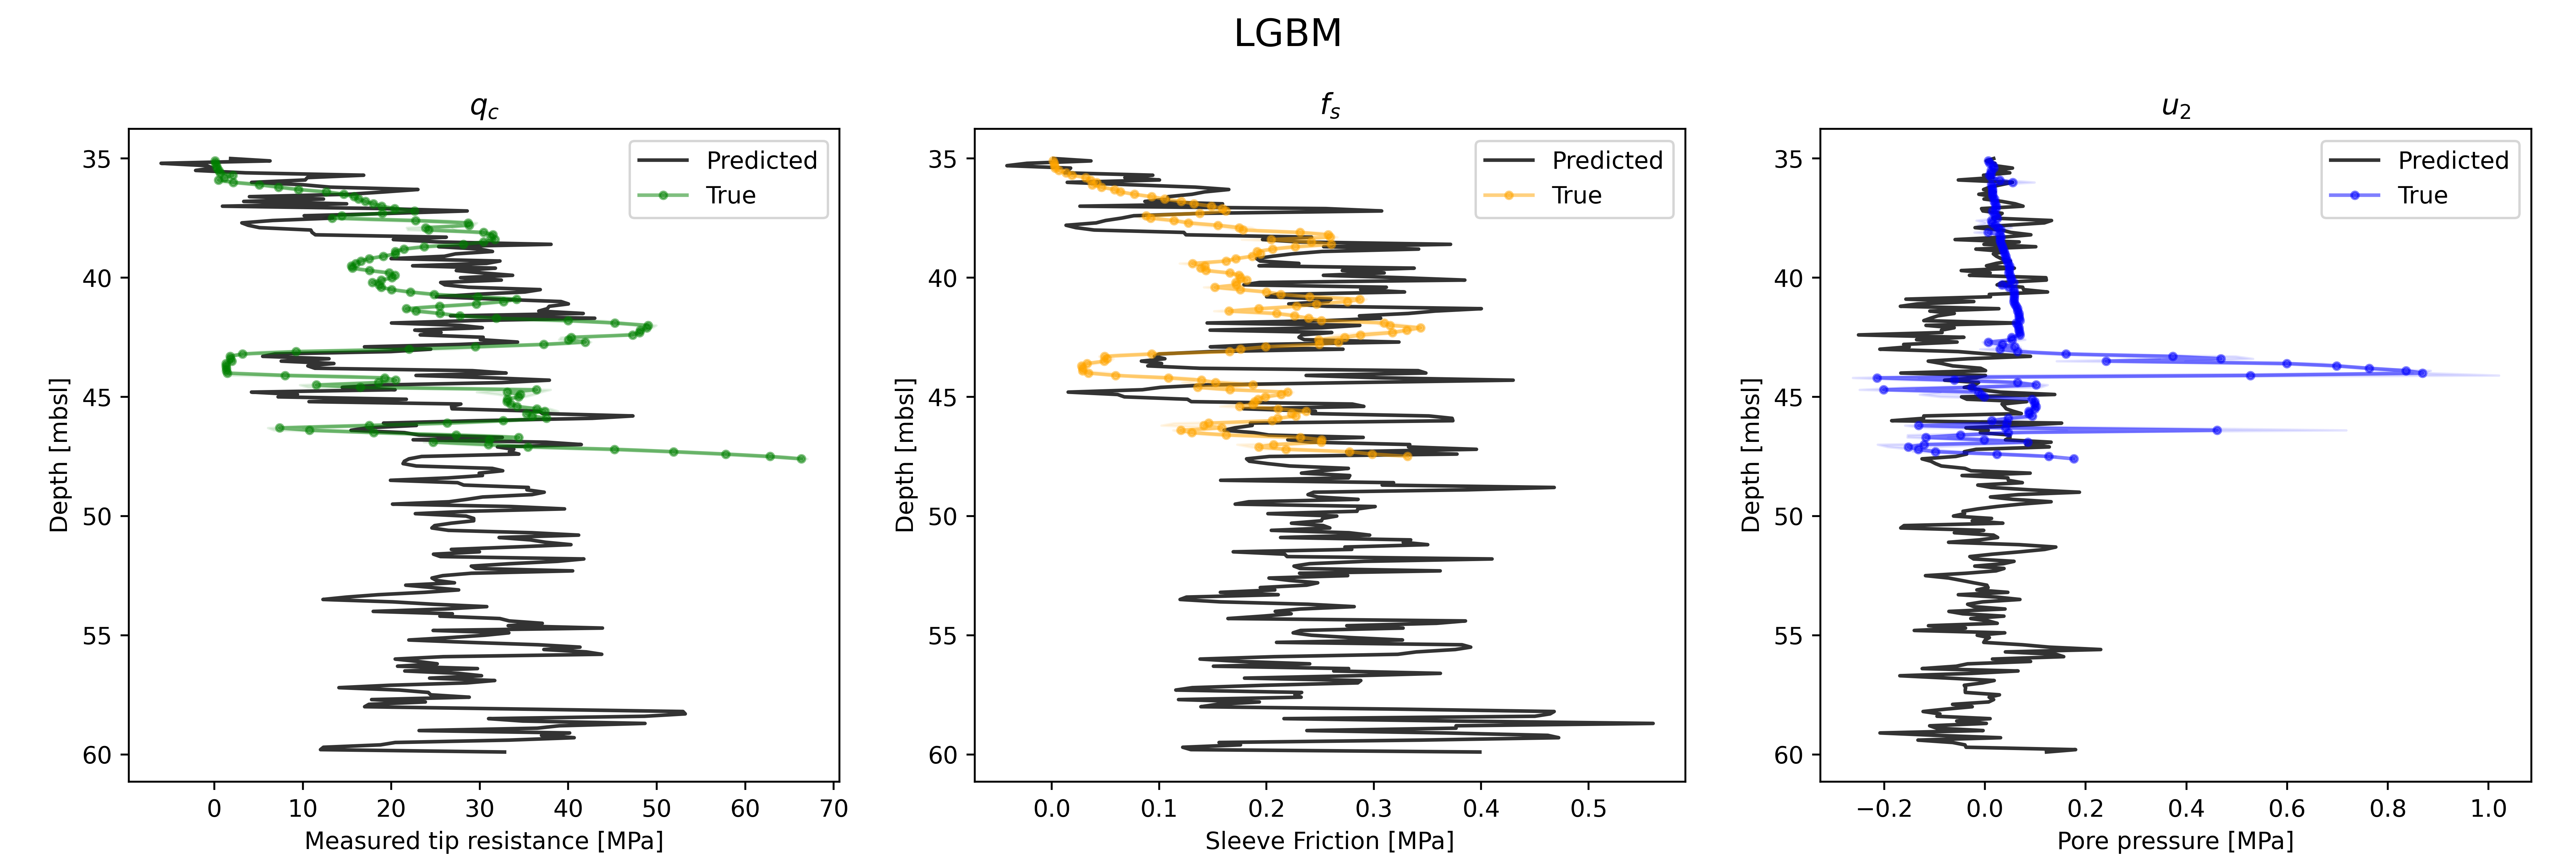 LGBM
q_c
Predicted
True
35
40
45
50
55
60
Depth [mbsl]
0
10
20
30
40
50
60
70
Measured tip resistance [MPa]
f_s
Predicted
True
35
40
45
50
55
60
Depth [mbsl]
0.0
0.1
0.2
0.3
0.4
0.5
Sleeve Friction [MPa]
u_2
Predicted
True
35
40
45
50
55
60
Depth [mbsl]
−0.2
0.0
0.2
0.4
0.6
0.8
1.0
Pore pressure [MPa]